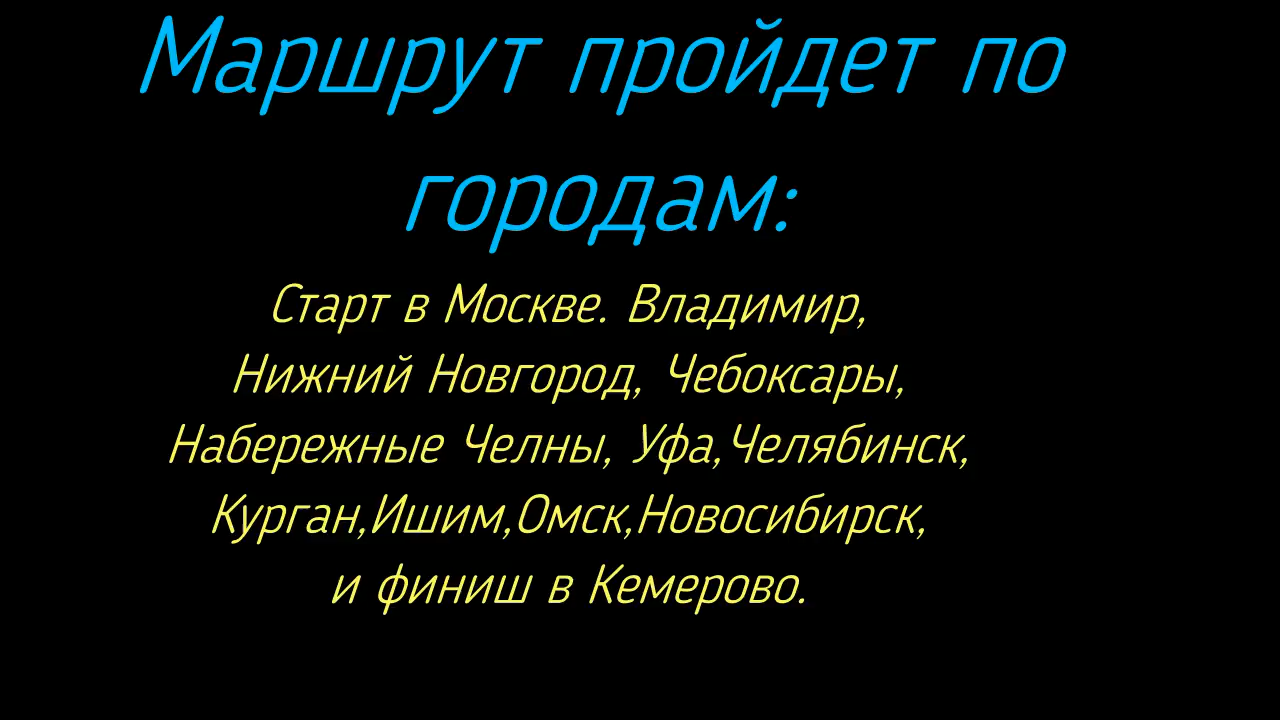 Маршрут пройдет по
городам:
Старт в Москве. Владимир,
Нижний Новгород, Чебоксары,
Набережные Челны, Уфа,Челябинск,
Курган,Ишим,Омск,Новосибирск,
и финиш в Кемерово.